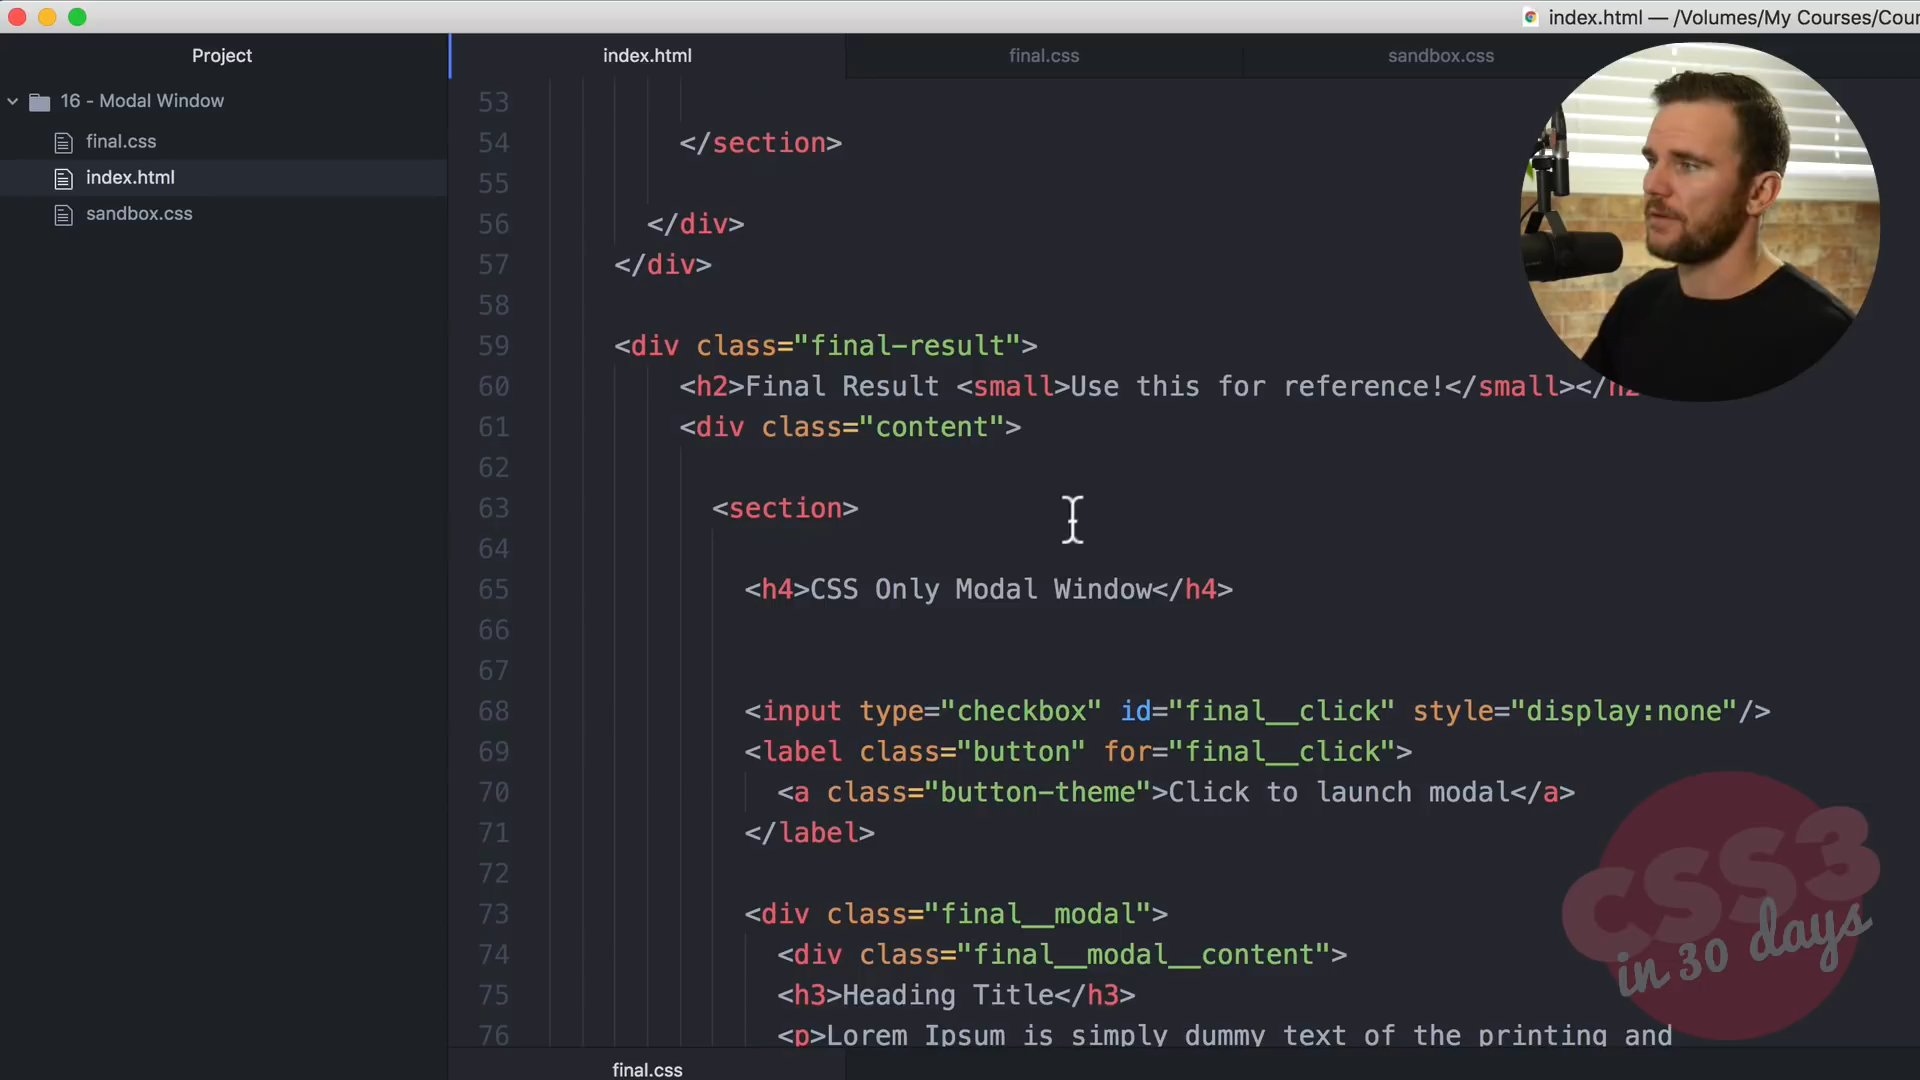 index.html — /Volumes/My Courses/Cour
Project
index.html
final.css
sandbox.css
16 - Modal Window
final.css
index.html
sandbox.css
53
54 </section>
55
56 </div>
57 </div>
58
59 <div class="final-result">
60 <h2>Final Result <small>Use this for reference!</small></h2
61 <div class="content">
62
63 <section>
64
65 <h4>CSS Only Modal Window</h4>
66
67
68 <input type="checkbox" id="final__click" style="display:none"/>
69 <label class="button" for="final__click">
70 <a class="button-theme">Click to launch modal</a>
71 </label>
72
73 <div class="final__modal">
74 <div class="final__modal__content">
75 <h3>Heading Title</h3>
76 <p>Lorem Ipsum is simply dummy text of the printing and
final.css
CSS3
in 30 days